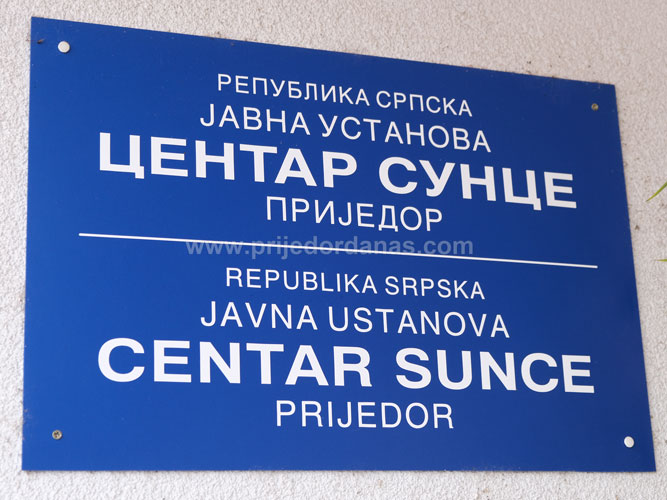 РЕПУБЛИКА СРПСКА
ЈАВНА УСТАНОВА
ЦЕНТАР СУНЦЕ
ПРИЈЕДОР
www.prijedordanas.com
REPUBLIKA SRPSKA
JAVNA USTANOVA
CENTAR SUNCE
PRIJEDOR